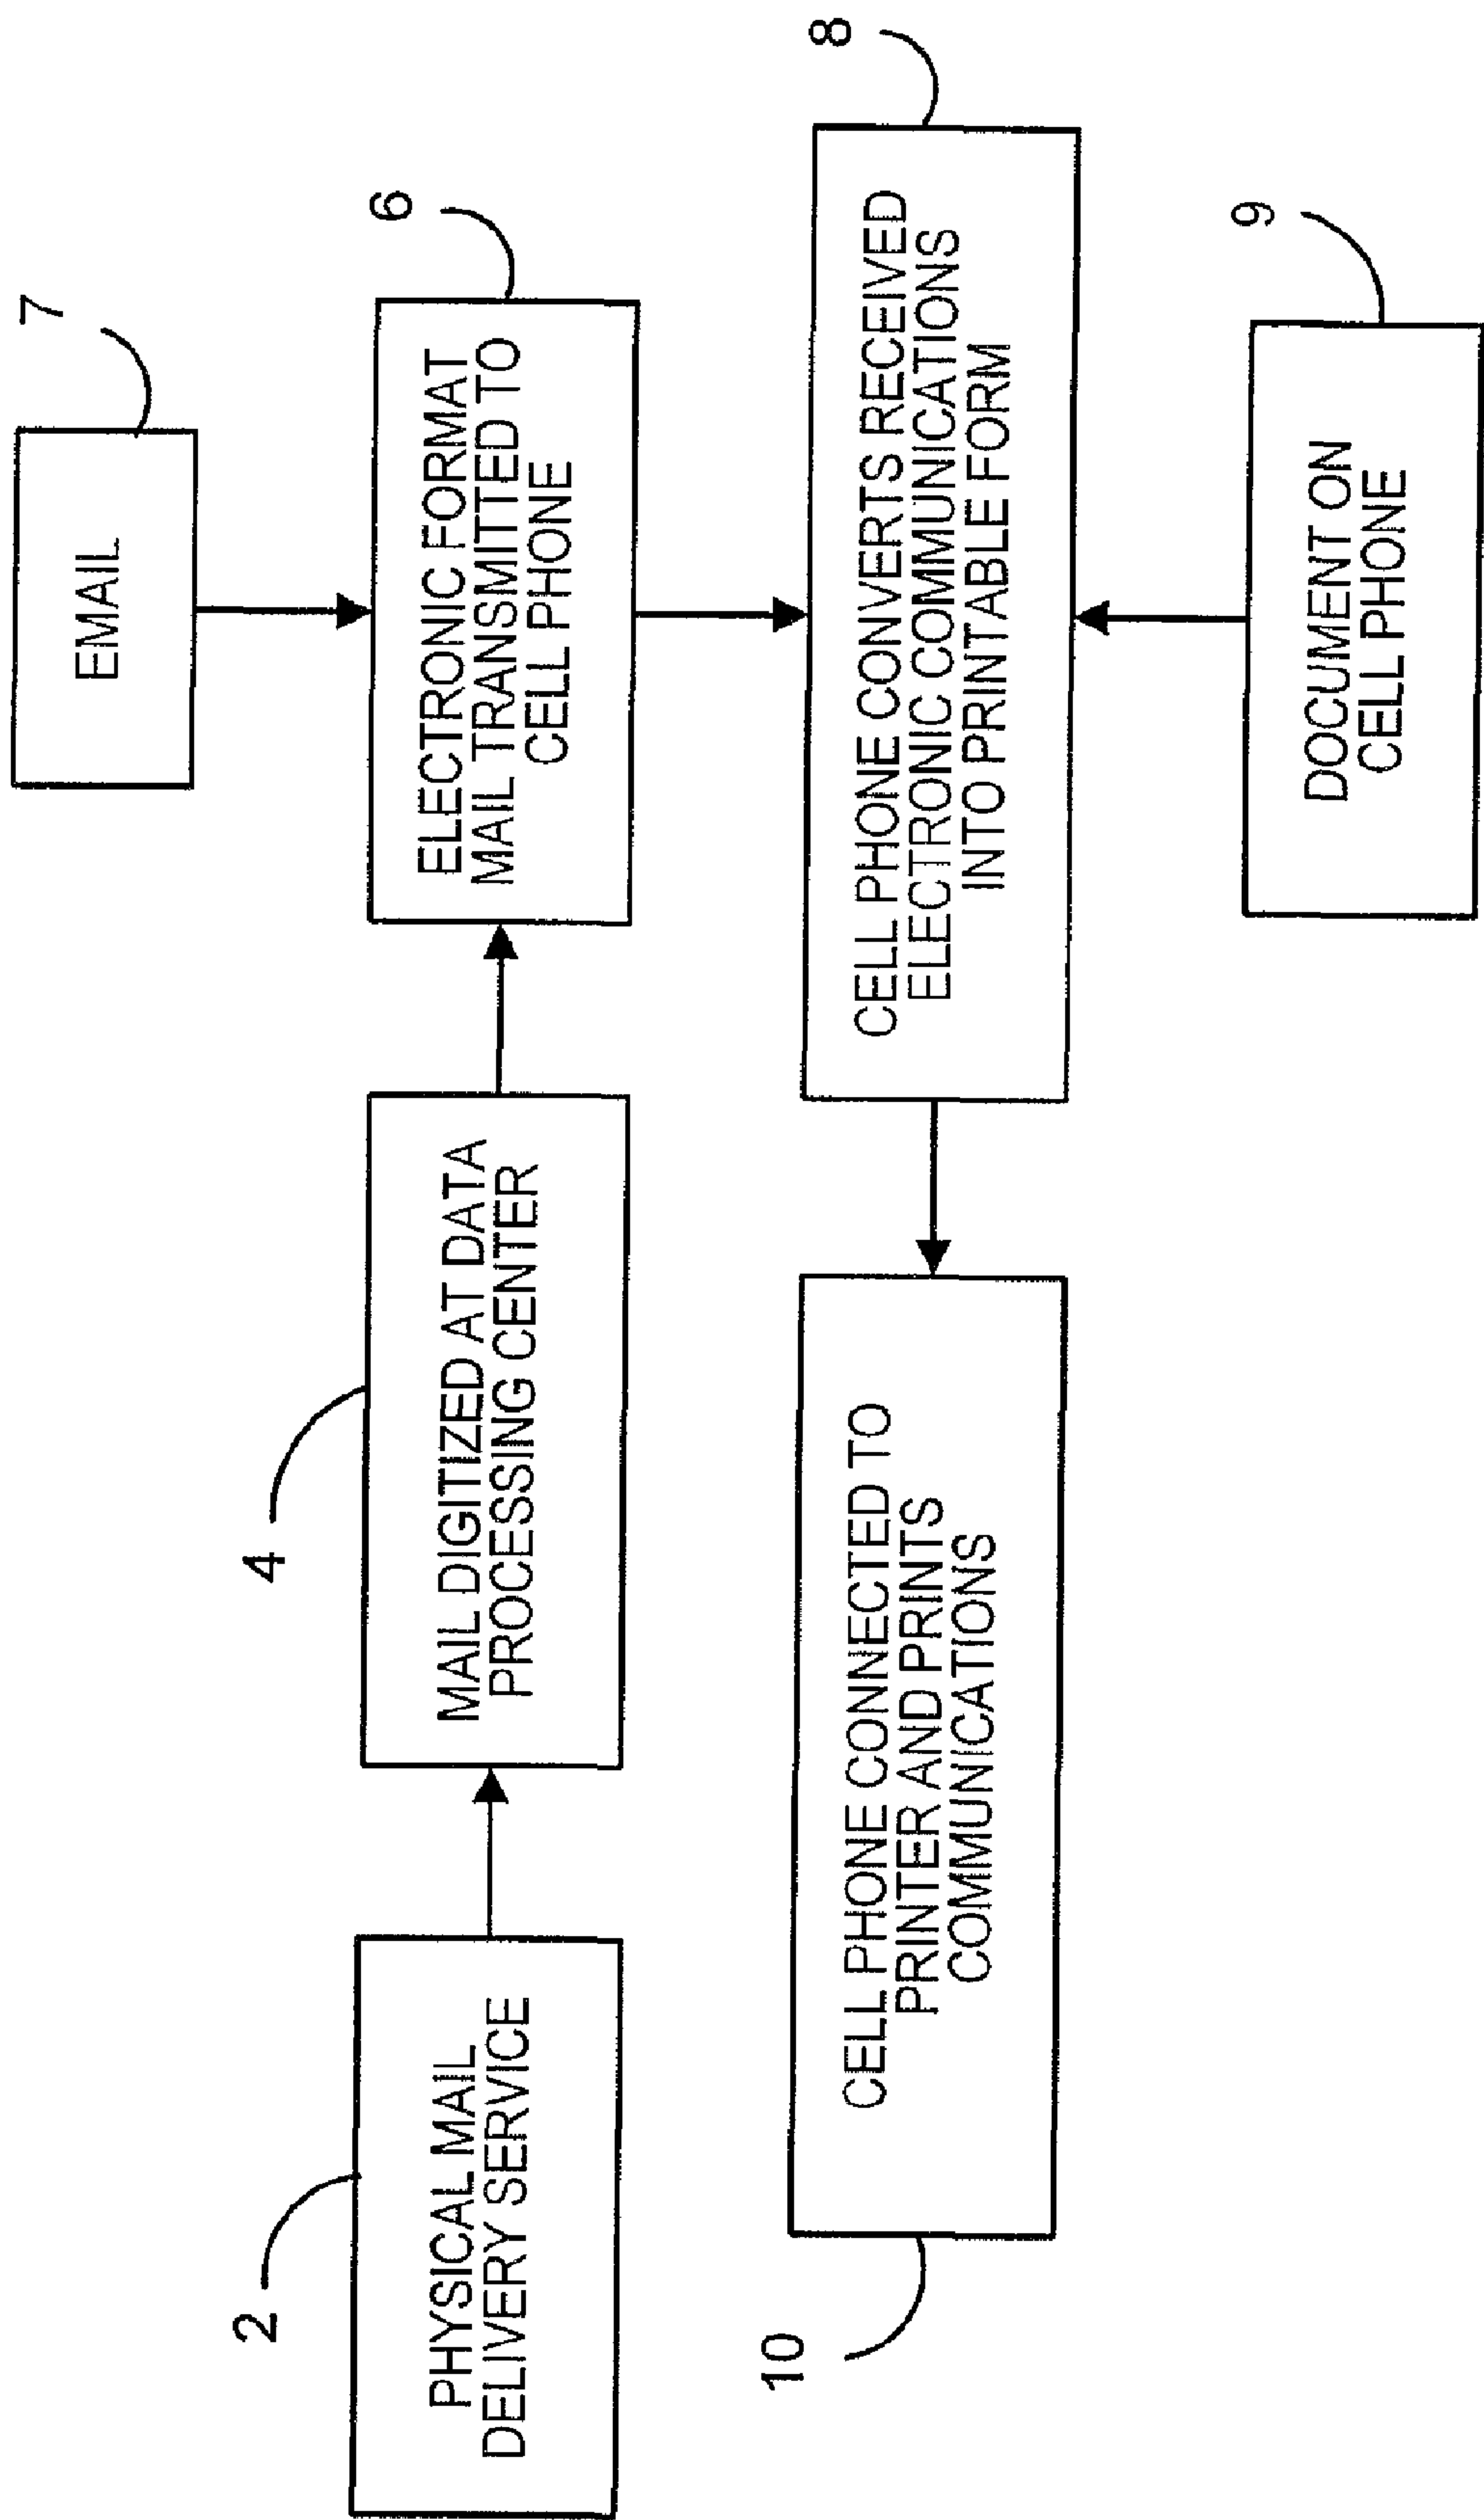 7
EMAIL
2
PHYSICAL MAIL
DELIVERY SERVICE
4
MAIL DIGITIZED AT DATA
PROCESSING CENTER
6
ELECTRONIC FORMAT
MAIL TRANSMITTED TO
CELL PHONE
10
CELL PHONE CONNECTED TO
PRINTER AND PRINTS
COMMUNICATIONS
8
CELL PHONE CONVERTS RECEIVED
ELECTRONIC COMMUNICATIONS
INTO PRINTABLE FORM
9
DOCUMENT ON
CELL PHONE